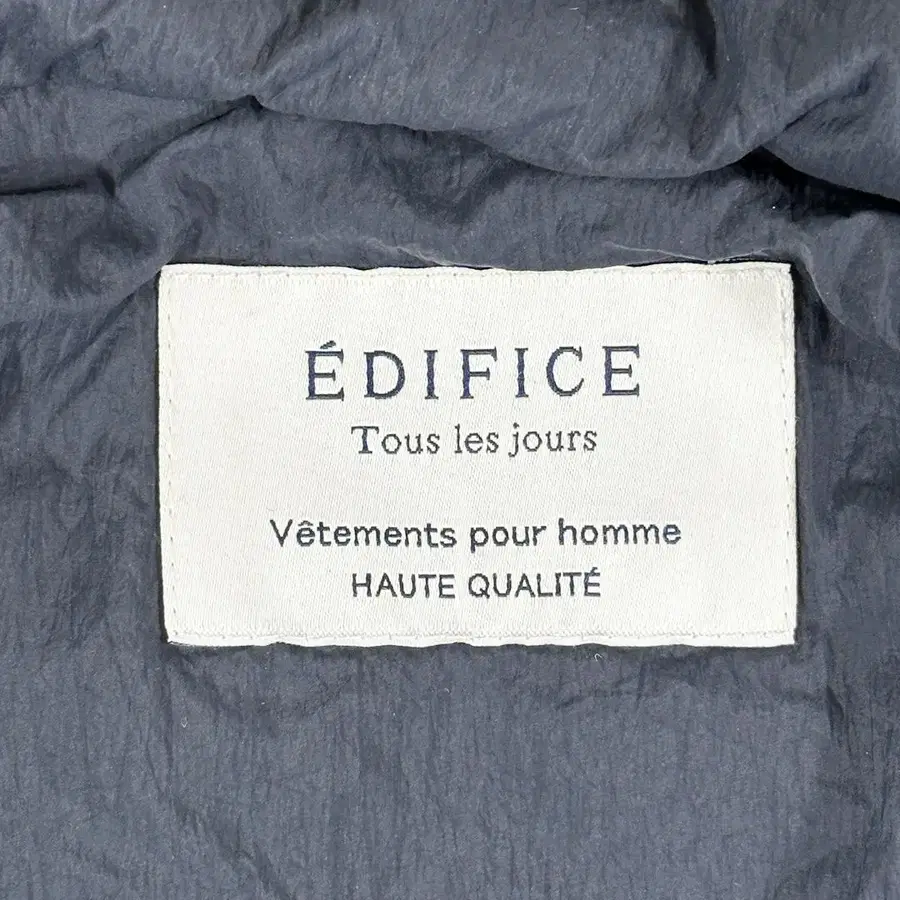 ÉDIFICE
Tous les jours
Vêtements pour homme
HAUTE QUALITÉ